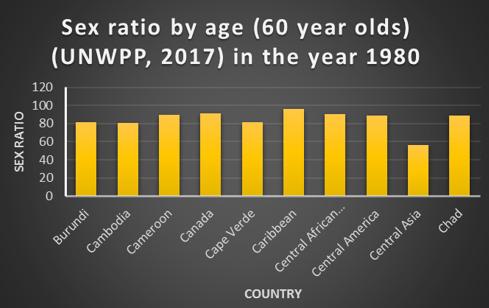 Sex ratio by age (60 year olds)
(UNWPP, 2017) in the year 1980
SEX RATIO
120
100
80
60
40
20
0
Burundi
Cambodia
Cameroon
Canada
Cape Verde
Caribbean
Central African...
Central America
Central Asia
Chad
COUNTRY